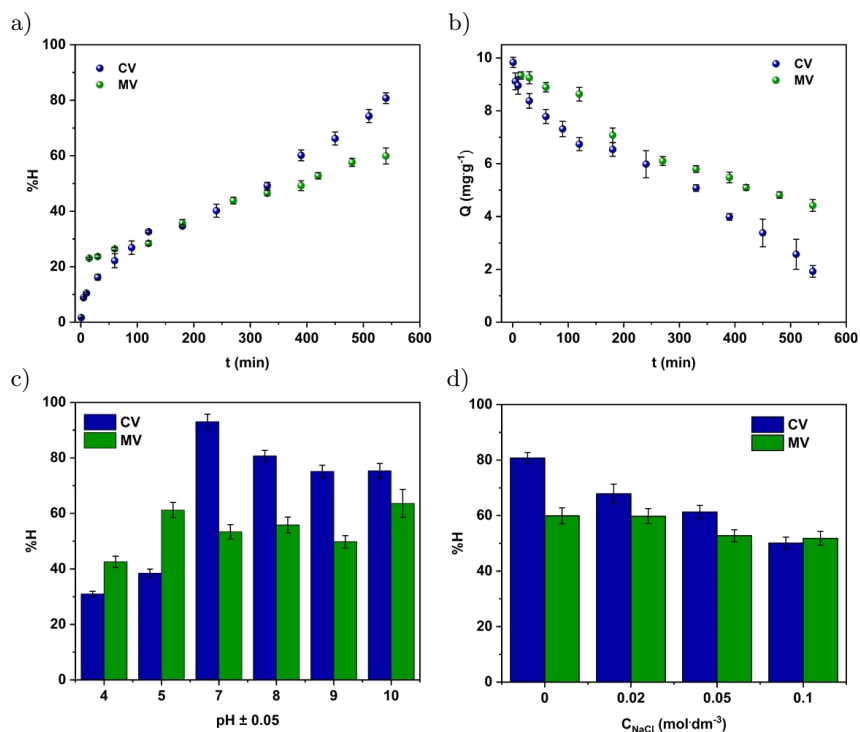 a)
100
80
60
40
20
0
%H
CV
MV
0 100 200 300 400 500 600
t (min)
b)
10
8
6
4
2
0
Q (mg·g⁻¹)
CV
MV
0 100 200 300 400 500 600
t (min)
c)
100
80
60
40
20
0
%H
CV
MV
4 5 7 8 9 10
pH ± 0.05
d)
100
80
60
40
20
0
%H
CV
MV
0 0.02 0.05 0.1
C_NaCl (mol·dm⁻³)